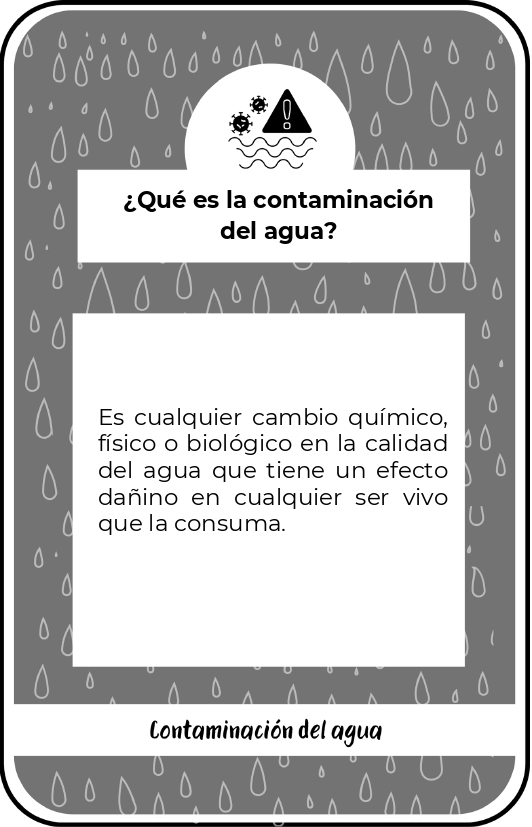 ¿Qué es la contaminación
del agua?
Es cualquier cambio químico,
físico o biológico en la calidad
del agua que tiene un efecto
dañino en cualquier ser vivo
que la consuma.
Contaminación del agua